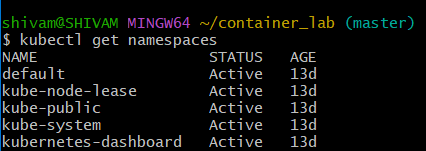 shivam@SHIVAM MINGW64 ~/container_lab (master)
$ kubectl get namespaces
NAME                   STATUS   AGE
default                Active   13d
kube-node-lease        Active   13d
kube-public            Active   13d
kube-system            Active   13d
kubernetes-dashboard   Active   13d